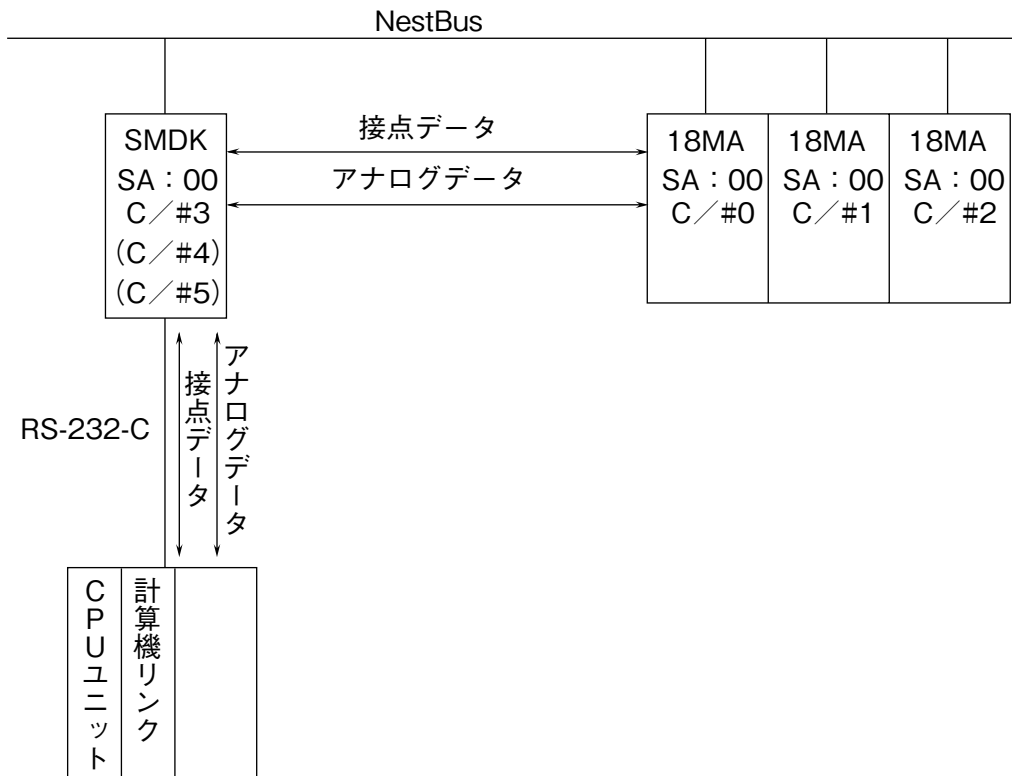 NestBus
SMDK
SA：00
C／#3
(C／#4)
(C／#5)
接点データ
アナログデータ
18MA
SA：00
C／#0
18MA
SA：00
C／#1
18MA
SA：00
C／#2
RS-232-C
接点データ
アナログデータ
CPUユニット
計算機リンク